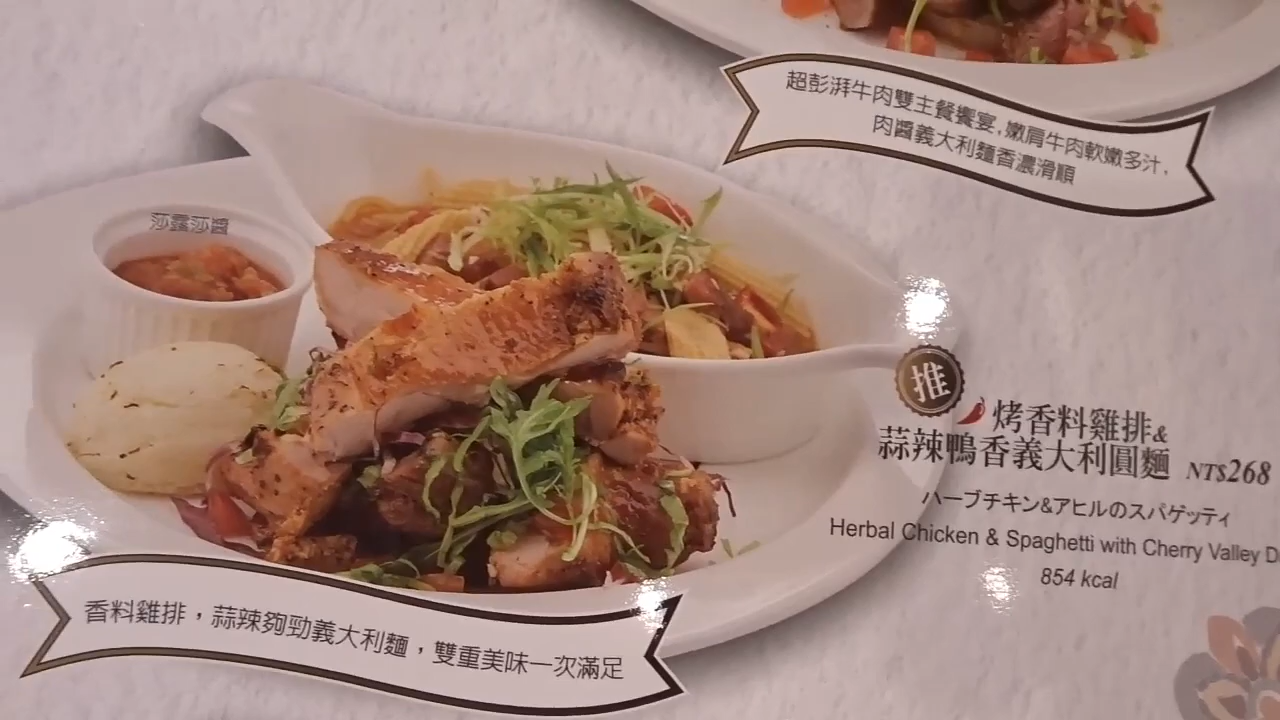 超彭湃牛肉雙主餐饗宴,嫩肩牛肉軟嫩多汁,
肉醬義大利麵香濃滑順
莎露莎醬
推
烤香料雞排&
蒜辣鴨香義大利圓麵 NT$268
ハーブチキン&アヒルのスパゲッティ
Herbal Chicken & Spaghetti with Cherry Valley
854 kcal
香料雞排,蒜辣夠勁義大利麵,雙重美味一次滿足